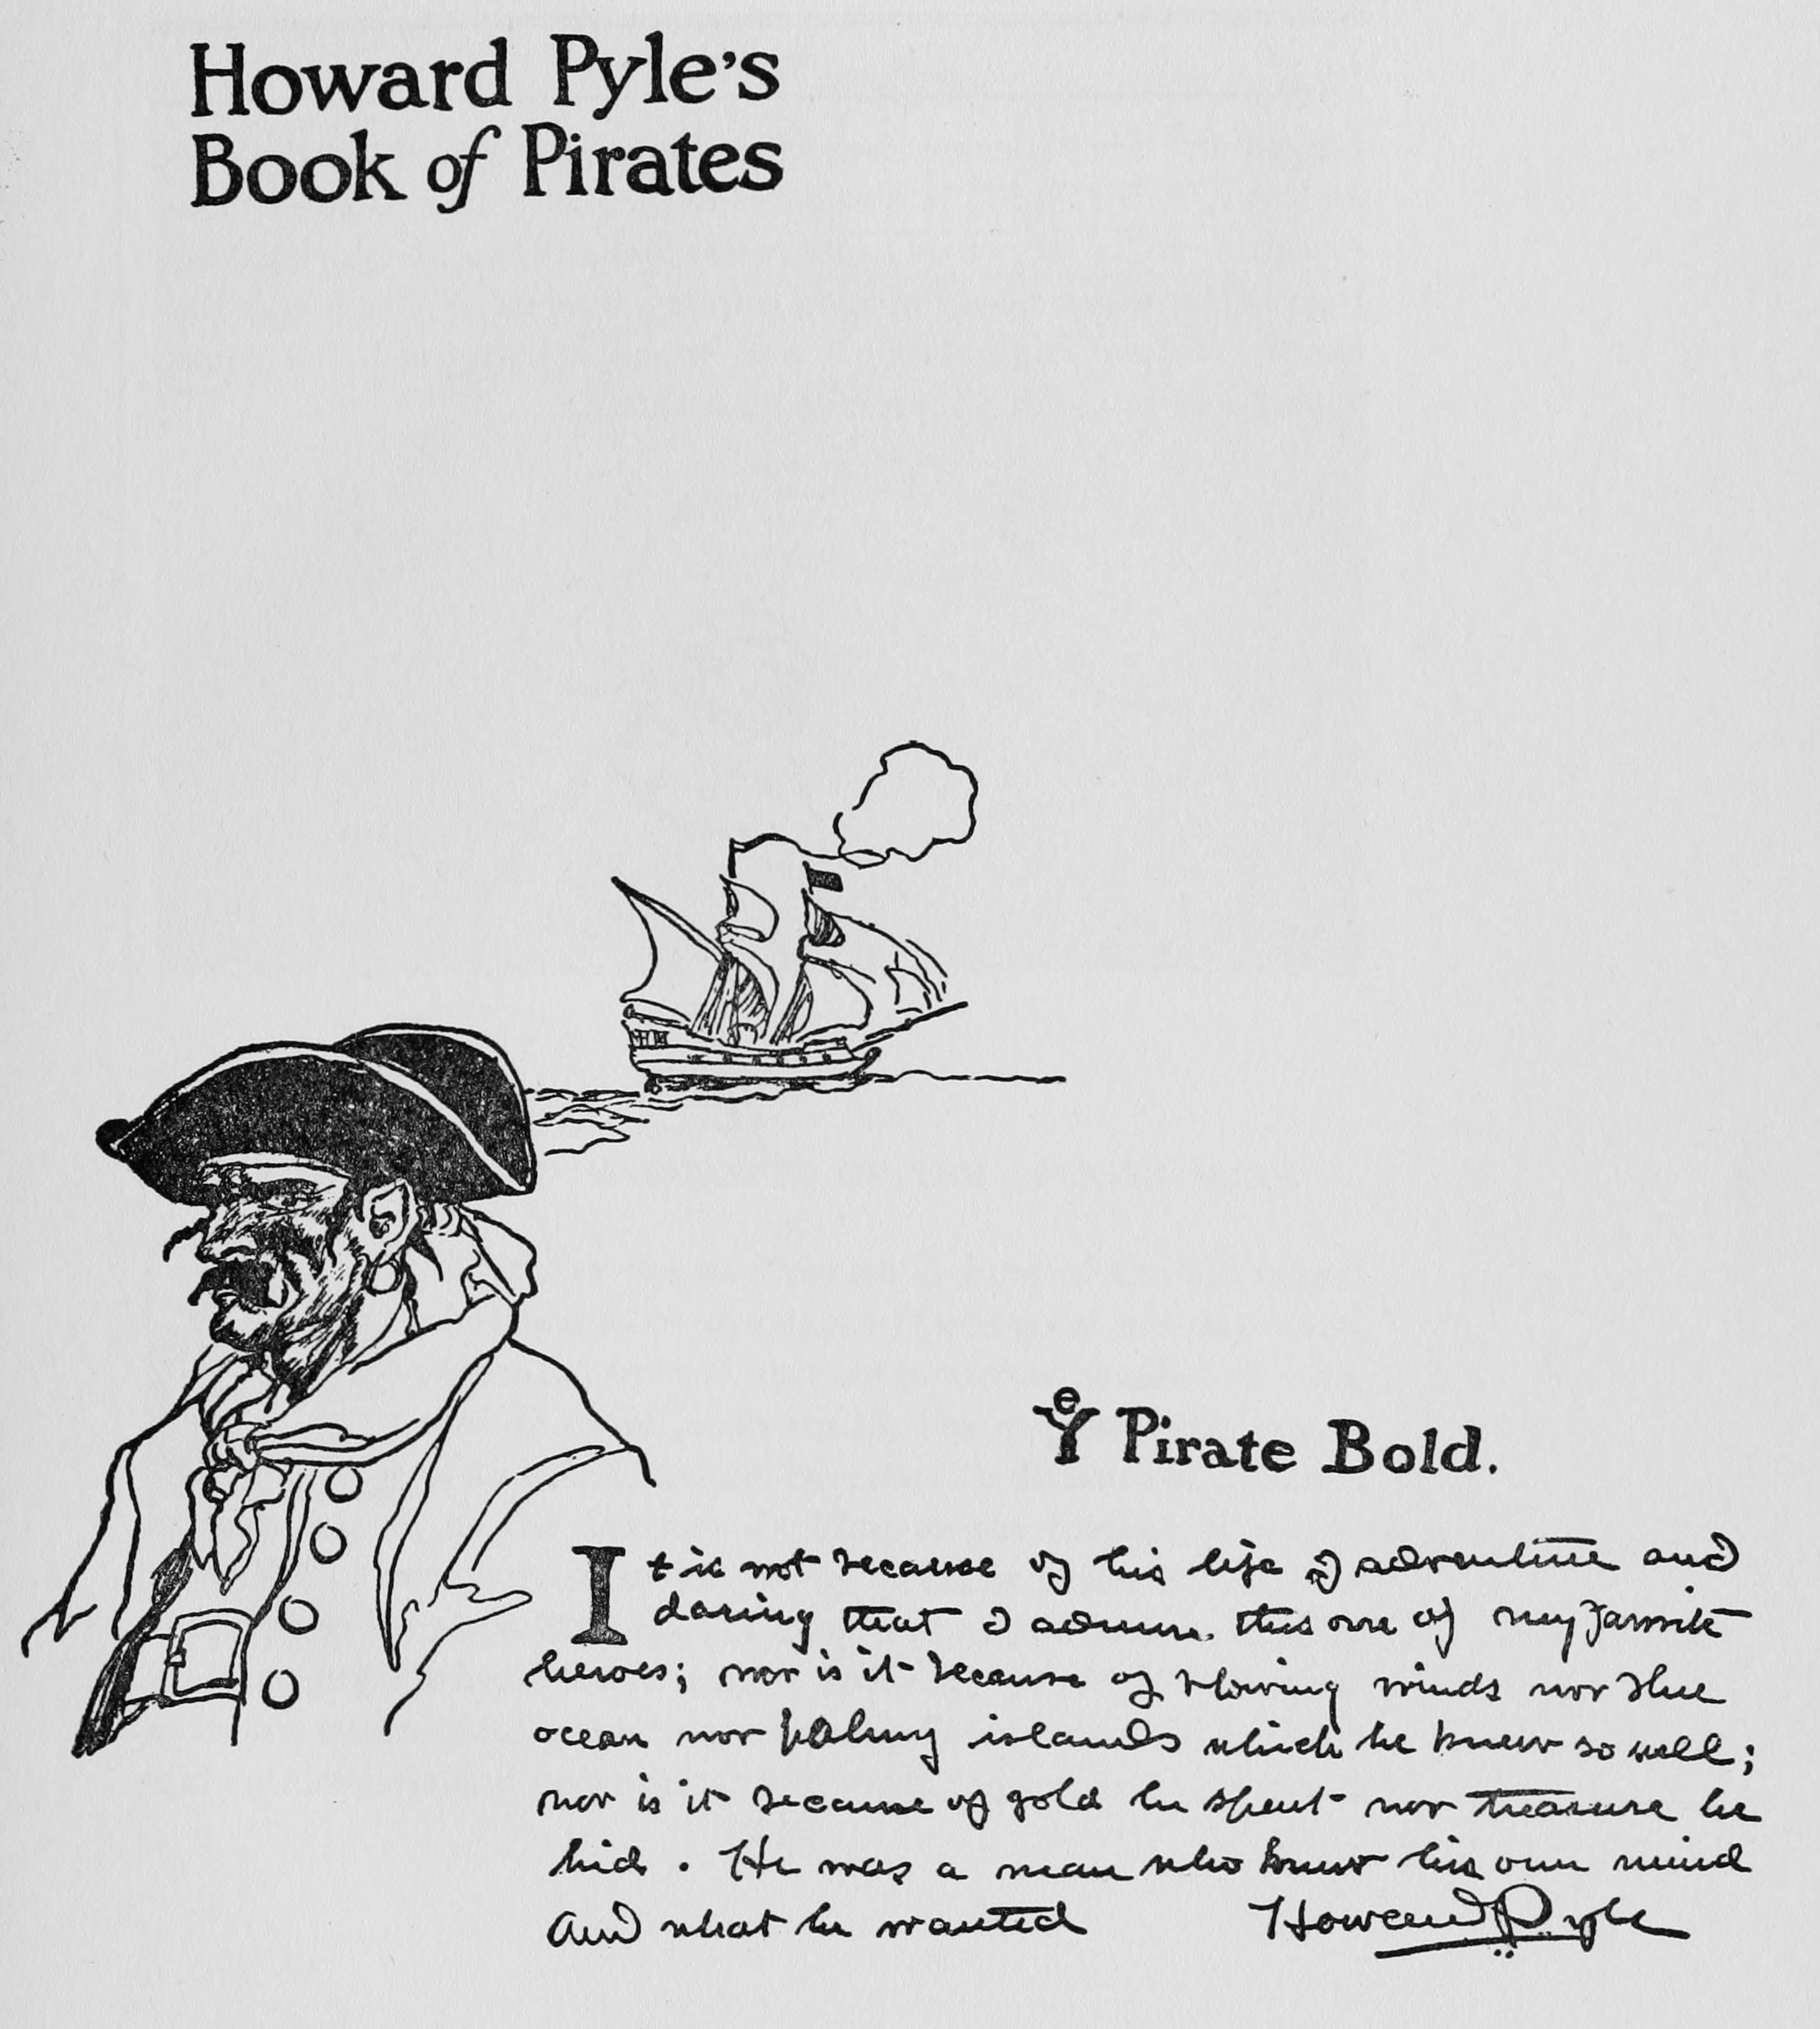 Howard Pyle's
Book of Pirates
Yᵉ Pirate Bold.
It is not because of his life of adventure and
daring that I admire this one of my favorite
heroes; nor is it because of blowing winds nor blue
ocean nor palmy islands which he knew so well;
nor is it because of gold he spent nor treasure he
hid. He was a man who knew his own mind
and what he wanted
Howard Pyle